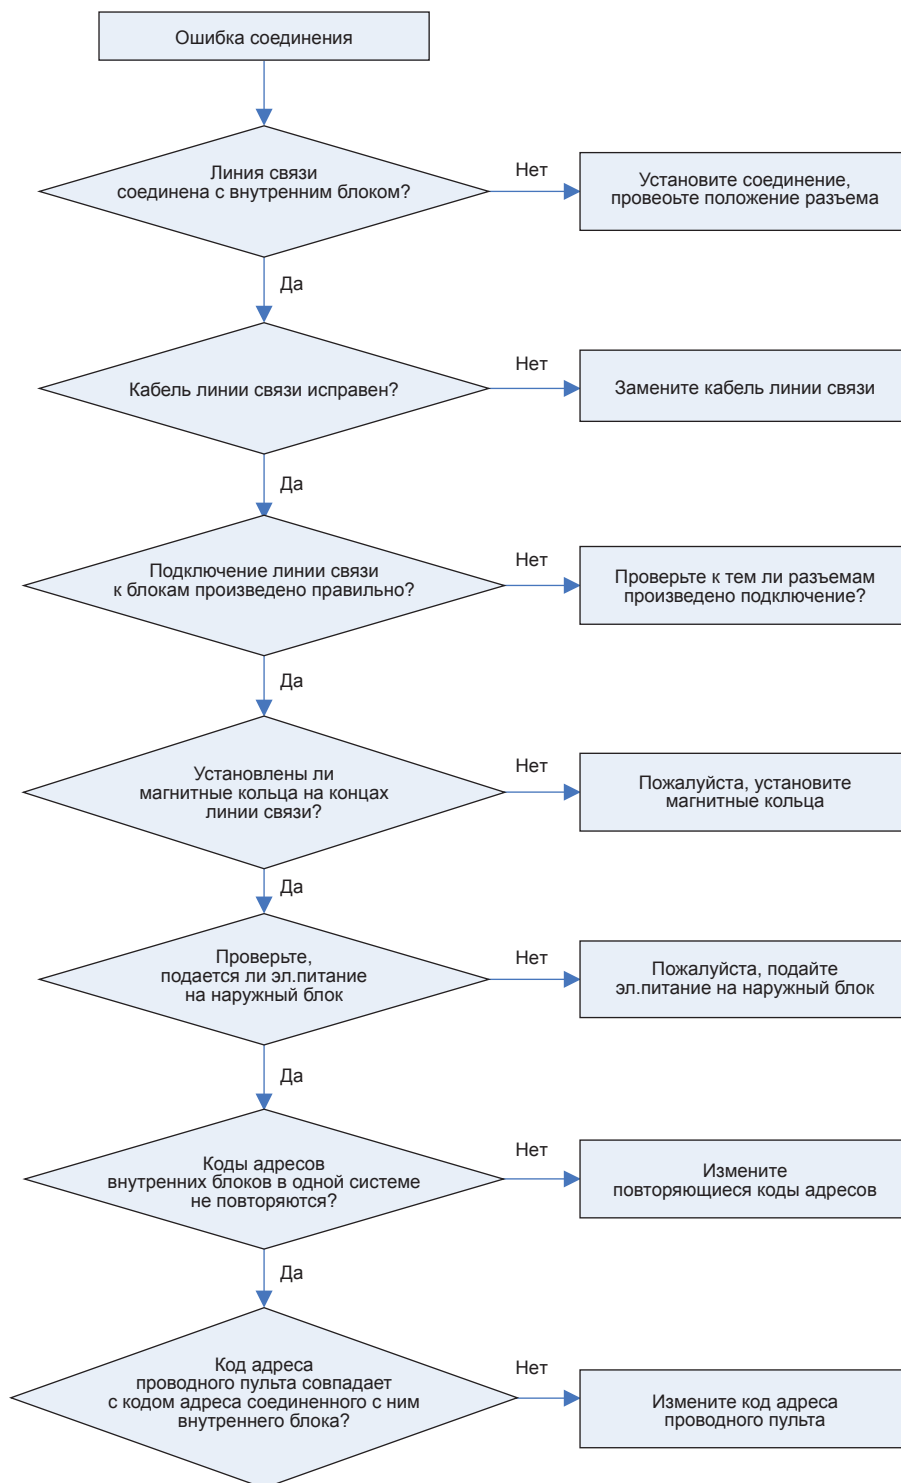 Ошибка соединения
Линия связи
соединена с внутренним блоком?
Нет
Установите соединение,
провеоьте положение разъема
Да
Кабель линии связи исправен?
Нет
Замените кабель линии связи
Да
Подключение линии связи
к блокам произведено правильно?
Нет
Проверьте к тем ли разъемам
произведено подключение?
Да
Установлены ли
магнитные кольца на концах
линии связи?
Нет
Пожалуйста, установите
магнитные кольца
Да
Проверьте,
подается ли эл.питание
на наружный блок
Нет
Пожалуйста, подайте
эл.питание на наружный блок
Да
Коды адресов
внутренних блоков в одной системе
не повторяются?
Нет
Измените
повторяющиеся коды адресов
Да
Код адреса
проводного пульта совпадает
с кодом адреса соединенного с ним
внутреннего блока?
Нет
Измените код адреса
проводного пульта